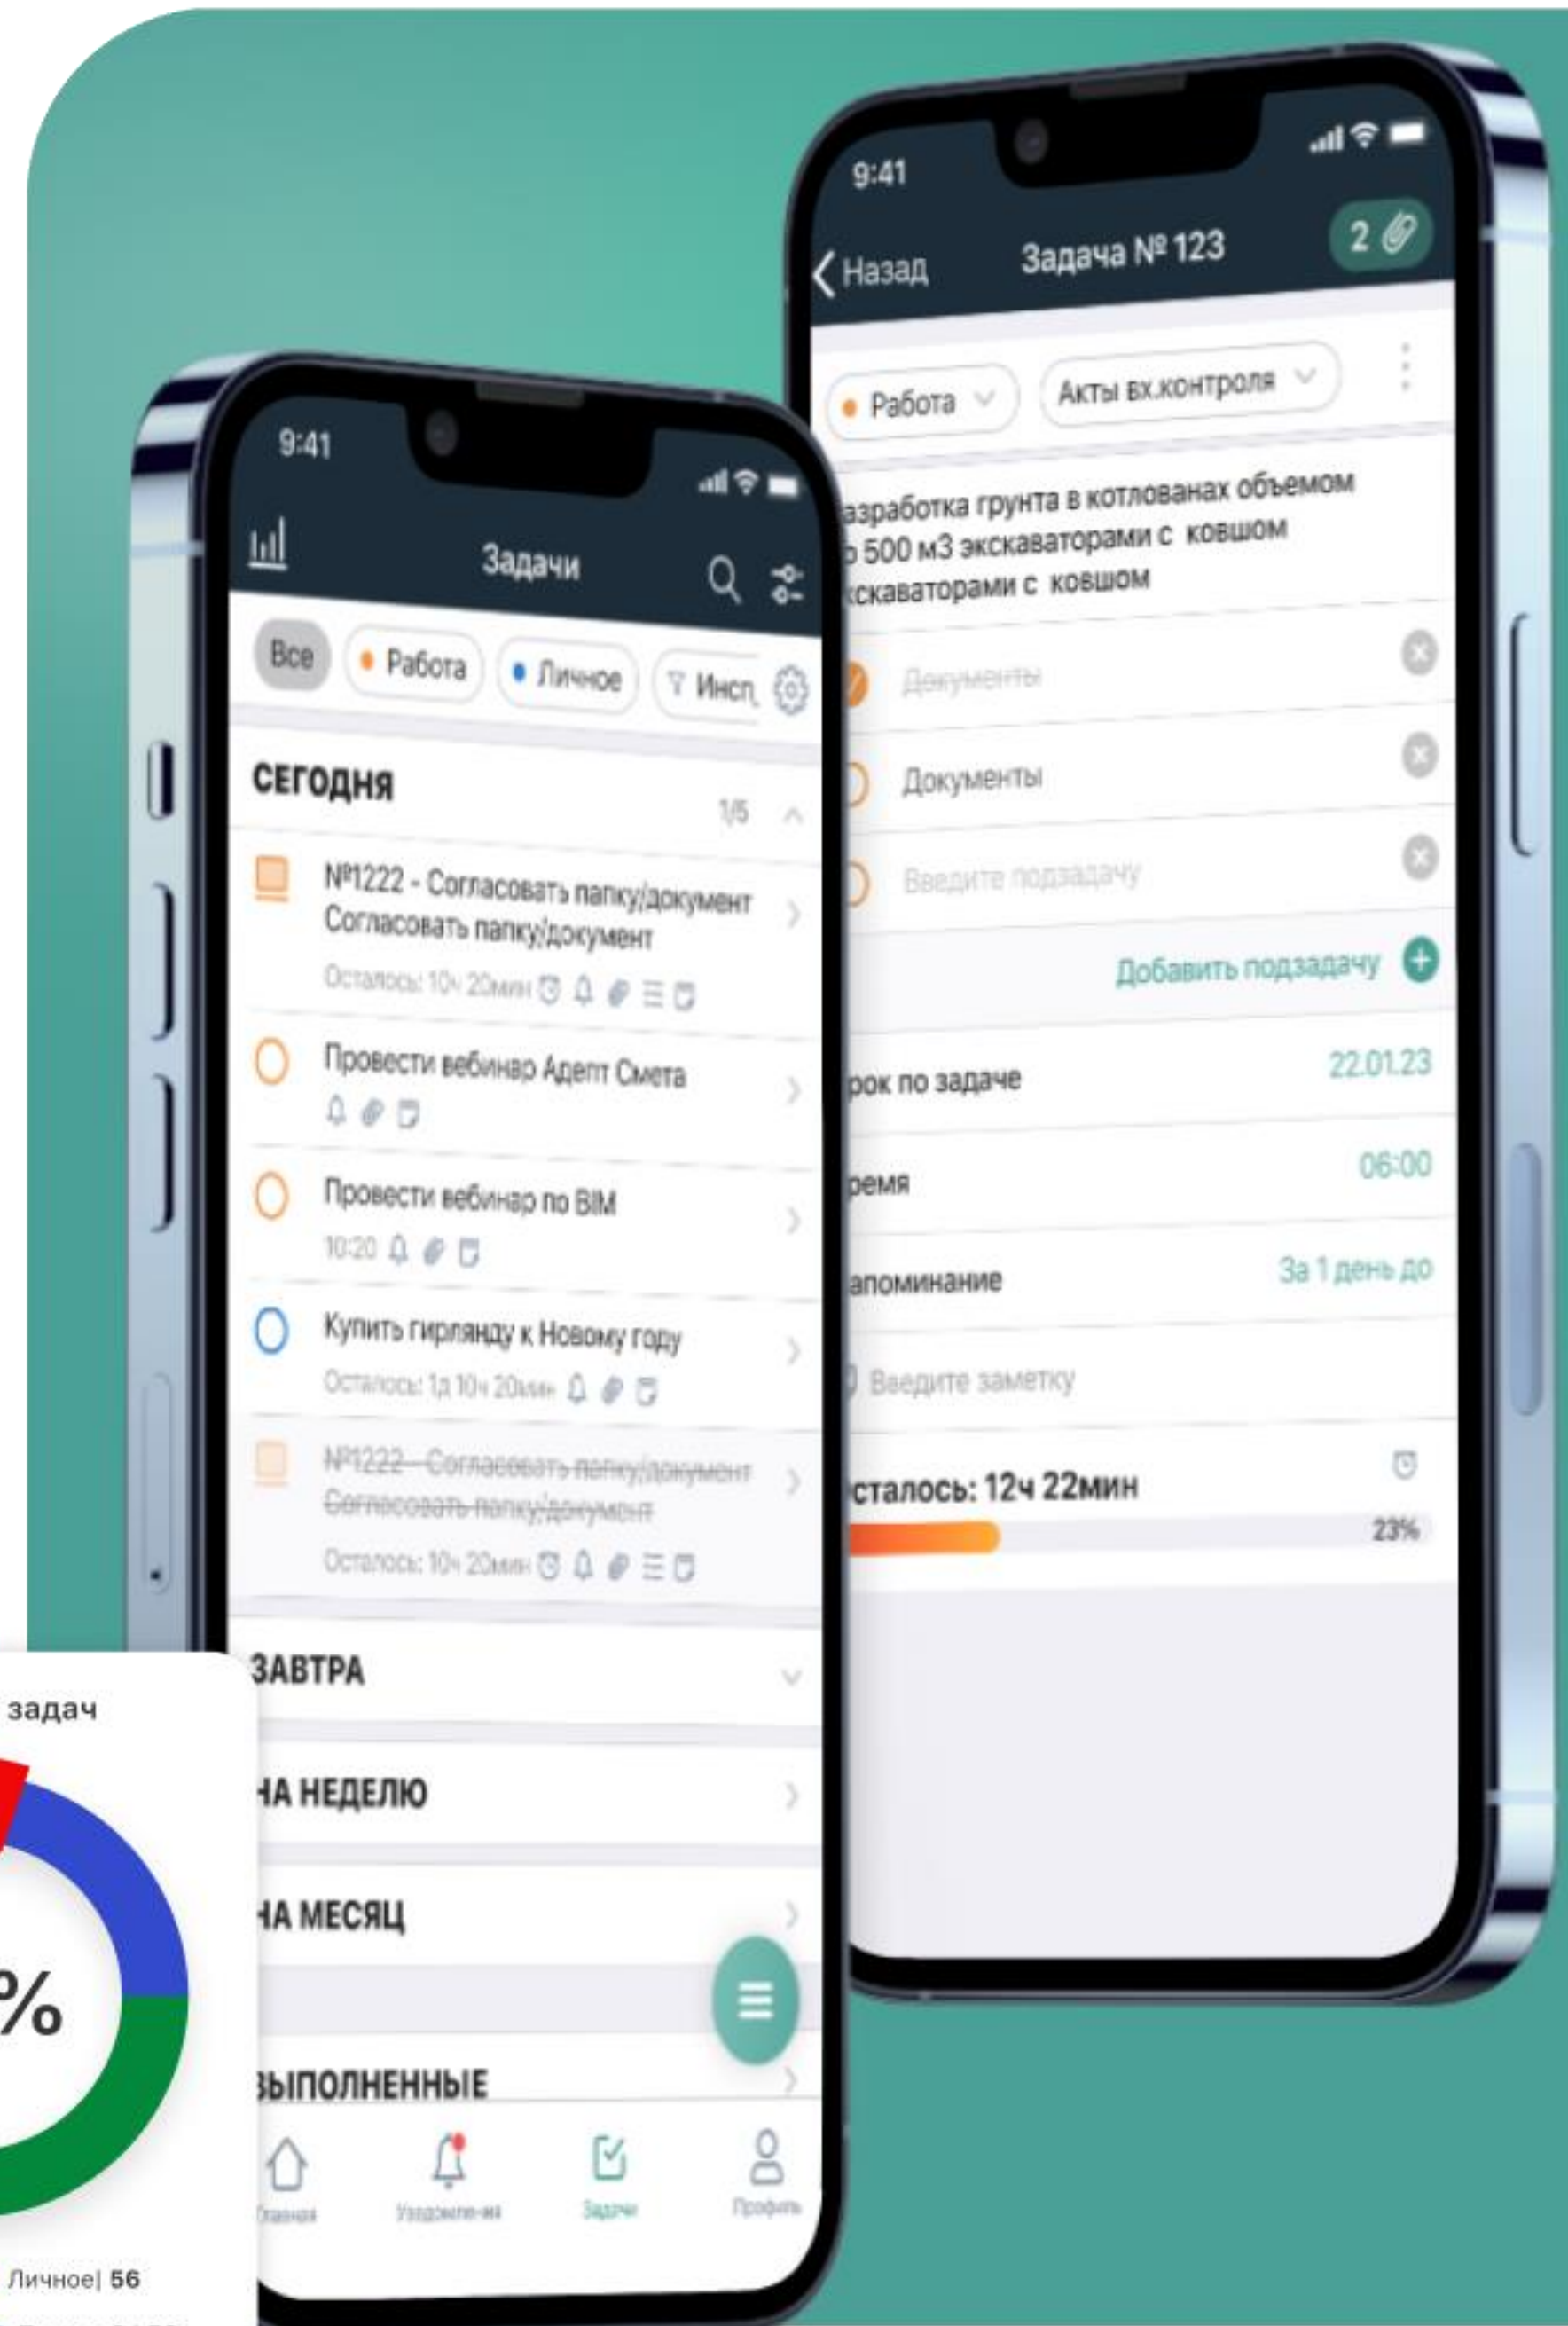 9:41
Задачи
Все
Работа
Личное
Инсп.
СЕГОДНЯ
1/5
№1222 - Согласовать папку/документ
Согласовать папку/документ
Осталось: 10ч 20мин
Провести вебинар Адепт Смета
Провести вебинар по BIM
10:20
Купить гирлянду к Новому году
Осталось: 1д 10ч 20мин
№1222 - Согласовать папку/документ
Согласовать папку/документ
Осталось: 10ч 20мин
ЗАВТРА
НА НЕДЕЛЮ
НА МЕСЯЦ
ВЫПОЛНЕННЫЕ
Главная
Уведомления
Задачи
Профиль
9:41
Назад
Задача № 123
2
Работа
Акты вх.контроля
азработка грунта в котлованах объемом
о 500 м3 экскаваторами с ковшом
кскаваторами с ковшом
Документы
Документы
Введите подзадачу
Добавить подзадачу
рок по задаче
22.01.23
ремя
06:00
апоминание
За 1 день до
Введите заметку
сталось: 12ч 22мин
23%
задач
%
Личное| 56